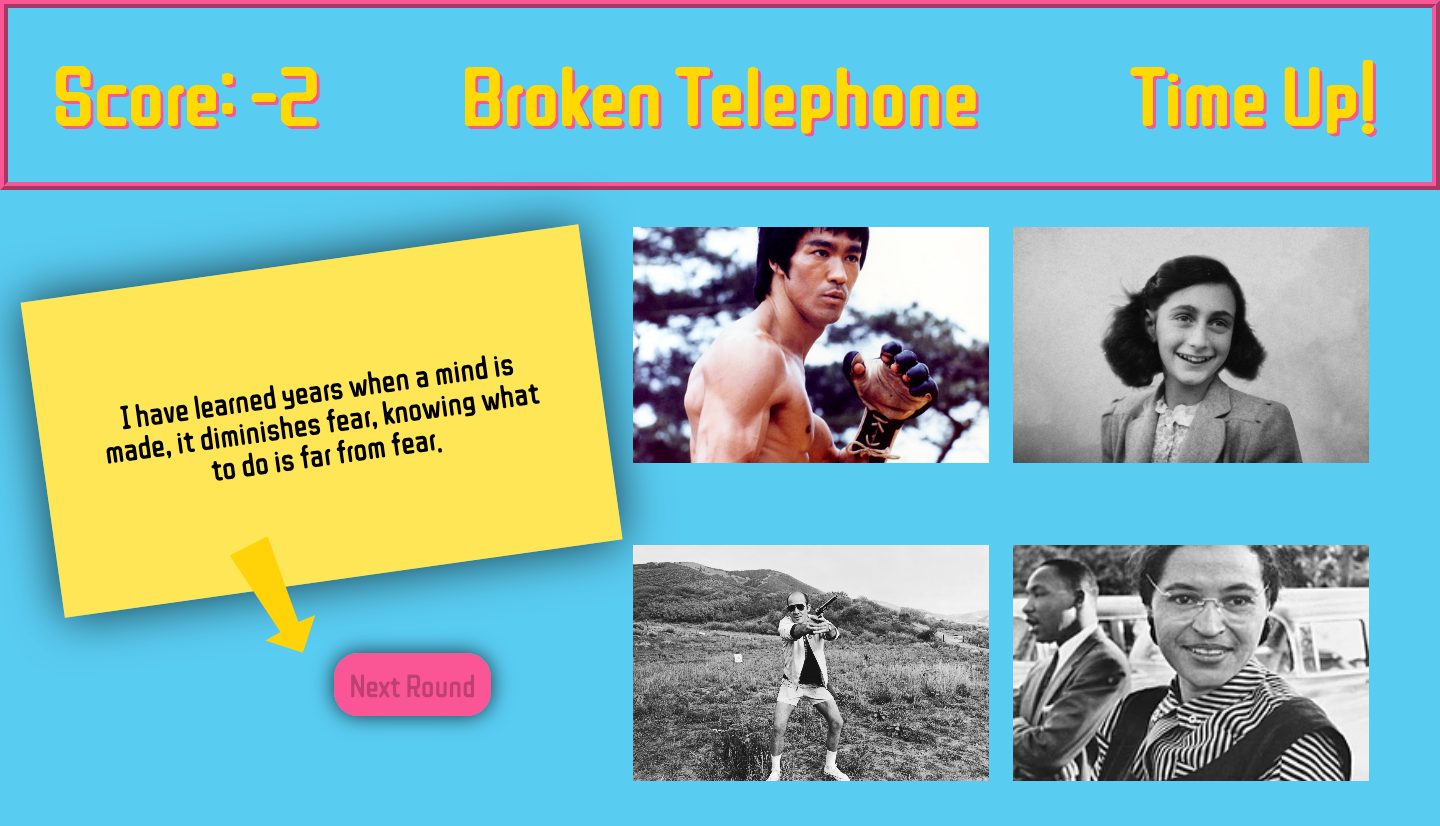 Score: -2
Broken Telephone
Time Up!
I have learned years when a mind is
made, it diminishes fear, knowing what
to do is far from fear.
Next Round